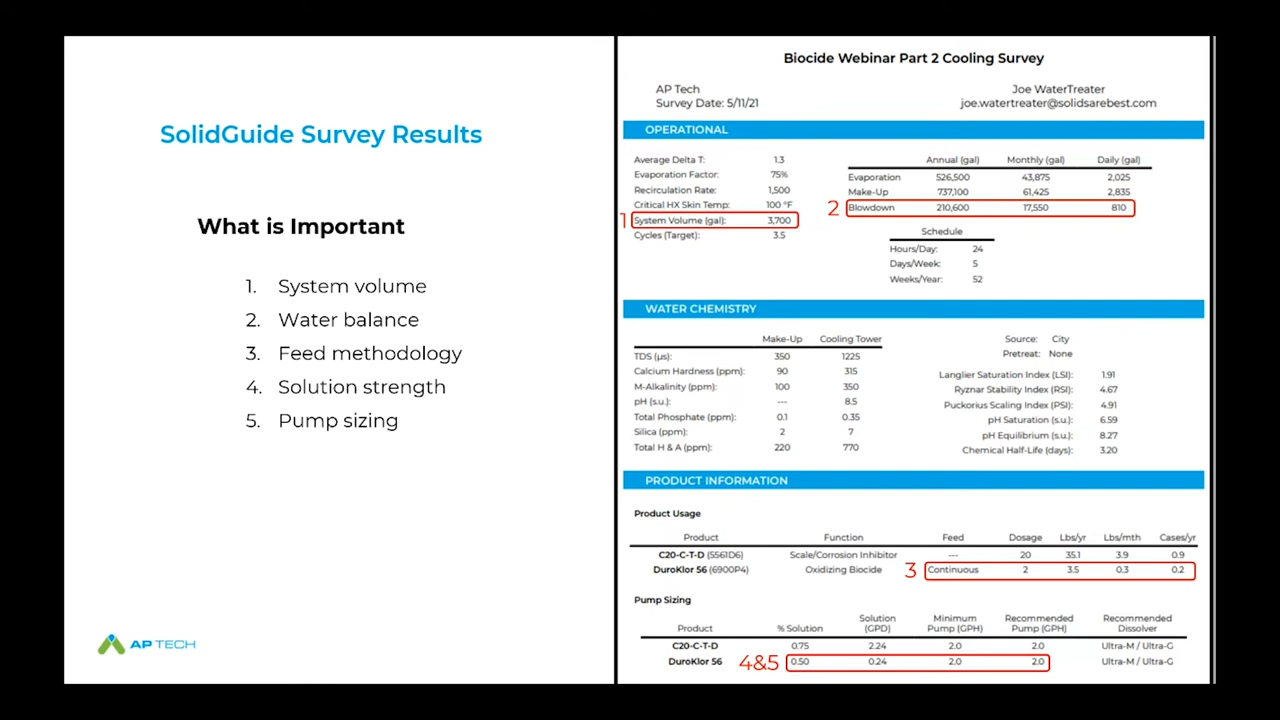 SolidGuide Survey Results
What is Important
1. System volume
2. Water balance
3. Feed methodology
4. Solution strength
5. Pump sizing
AP TECH
Biocide Webinar Part 2 Cooling Survey
AP Tech Joe WaterTreater
Survey Date: 5/11/21 joe.watertreater@solidsarebest.com
OPERATIONAL
Average Delta T: 1.3
Evaporation Factor: 75%
Recirculation Rate: 1,500
Critical HX Skin Temp: 100 °F
1 System Volume (gal): 3,700
Cycles (Target): 3.5
Annual (gal) Monthly (gal) Daily (gal)
Evaporation 526,500 43,875 2,025
Make-Up 737,100 61,425 2,835
2 Blowdown 210,600 17,550 810
Schedule
Hours/Day: 24
Days/Week: 5
Weeks/Year: 52
WATER CHEMISTRY
Make-Up Cooling Tower
TDS (µs): 350 1225
Calcium Hardness (ppm): 90 315
M-Alkalinity (ppm): 100 350
pH (s.u.): --- 8.5
Total Phosphate (ppm): 0.1 0.35
Silica (ppm): 2 7
Total H & A (ppm): 220 770
Source: City
Pretreat: None
Langlier Saturation Index (LSI): 1.91
Ryznar Stability Index (RSI): 4.67
Puckorius Scaling Index (PSI): 4.91
pH Saturation (s.u.): 6.59
pH Equilibrium (s.u.): 8.27
Chemical Half-Life (days): 3.20
PRODUCT INFORMATION
Product Usage
Product Function Feed Dosage Lbs/yr Lbs/mth Cases/yr
C20-C-T-D (5561D6) Scale/Corrosion Inhibitor --- 20 35.1 3.9 0.9
DuroKlor 56 (6900P4) Oxidizing Biocide 3 Continuous 2 3.5 0.3 0.2
Pump Sizing
Product % Solution Solution (GPD) Minimum Pump (GPH) Recommended Pump (GPH) Recommended Dissolver
C20-C-T-D 0.75 2.24 2.0 2.0 Ultra-M / Ultra-G
DuroKlor 56 4&5 0.50 0.24 2.0 2.0 Ultra-M / Ultra-G